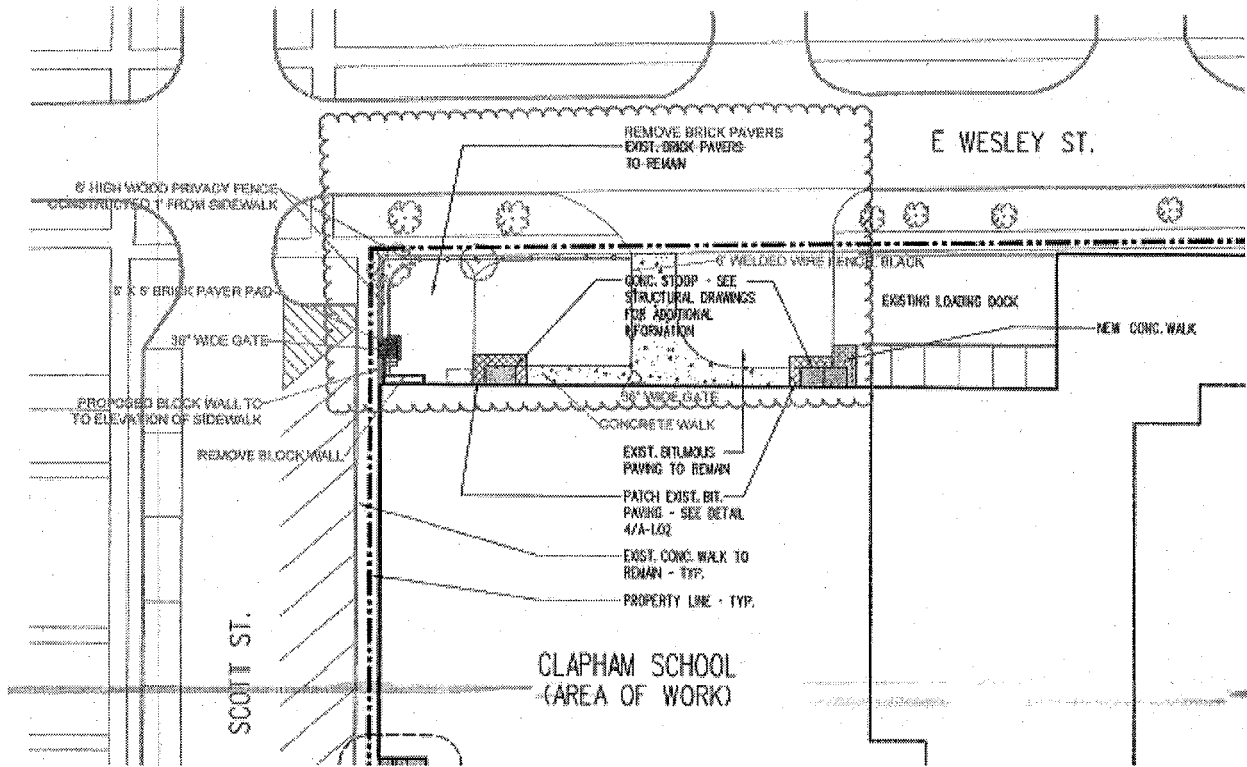 REMOVE BRICK PAVERS
EXIST. BRICK PAVERS
TO REMAIN
E WESLEY ST.
6' HIGH WOOD PRIVACY FENCE
CONSTRUCTED 1' FROM SIDEWALK
6' WELDED WIRE FENCE, BLACK
CONC. STOOP - SEE
STRUCTURAL DRAWINGS
FOR ADDITIONAL
INFORMATION
X 5' BRICK PAVER PAD
EXISTING LOADING DOCK
NEW CONC. WALK
36" WIDE GATE
PROPOSED BLOCK WALL TO
TO ELEVATION OF SIDEWALK
36" WIDE GATE
CONCRETE WALK
REMOVE BLOCK WALL
EXIST. BITUMOUS
PAVING TO REMAIN
PATCH EXIST. BIT.
PAVING - SEE DETAIL
4/A-L02
EXIST. CONC. WALK TO
REMAIN - TYP.
PROPERTY LINE - TYP.
SCOTT ST.
CLAPHAM SCHOOL
(AREA OF WORK)